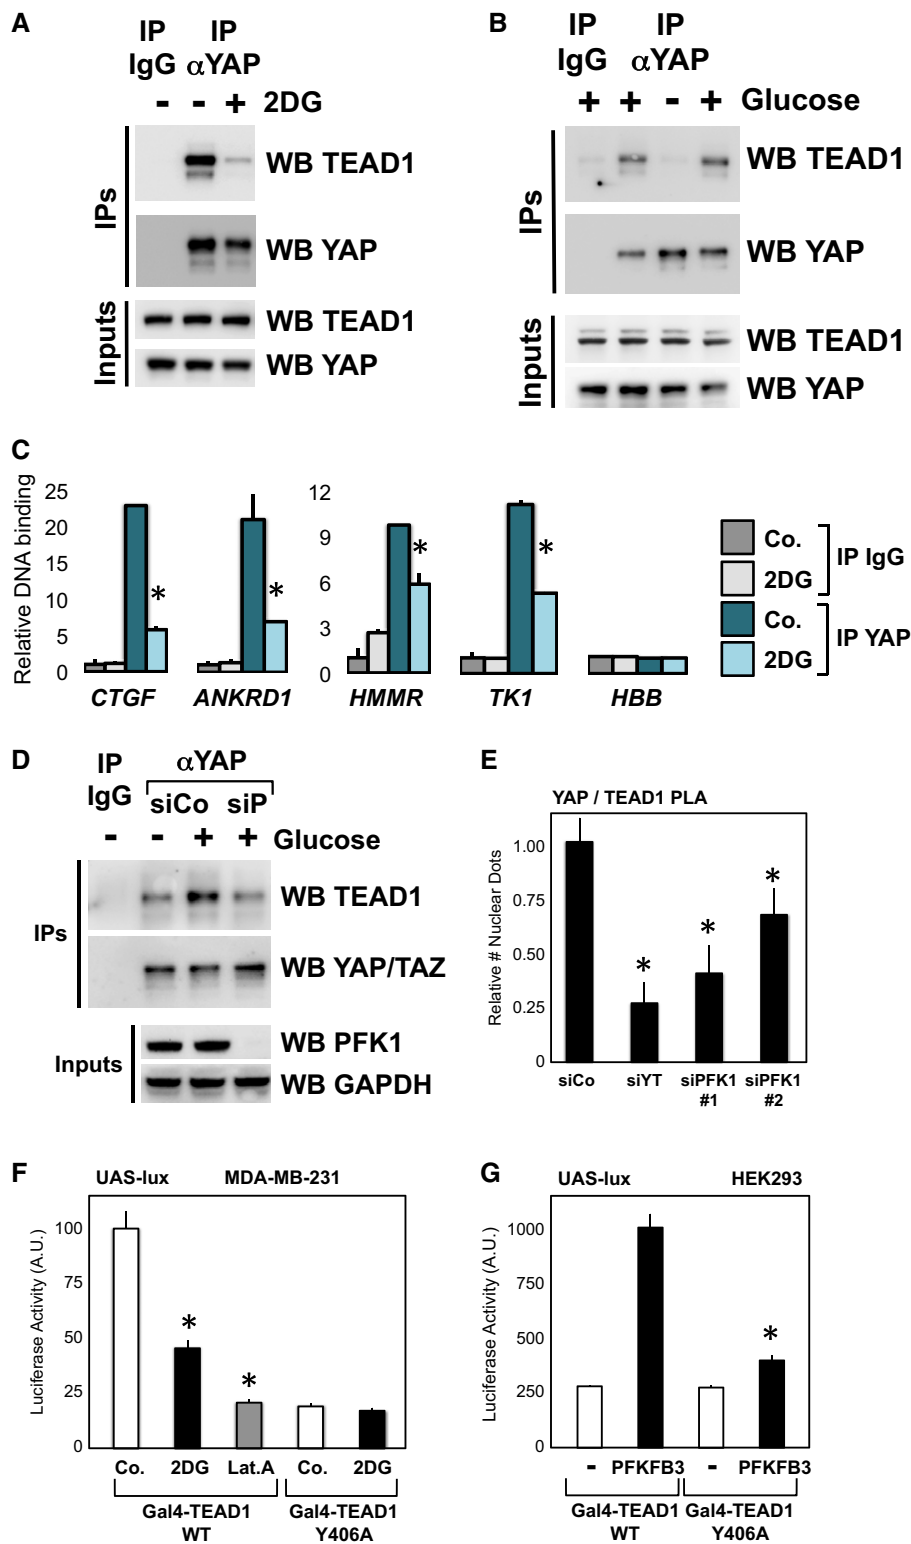 A
IP IP
IgG αYAP
- - + 2DG
IPs
WB TEAD1
WB YAP
Inputs
WB TEAD1
WB YAP
B
IP IP
IgG αYAP
+ + - + Glucose
IPs
WB TEAD1
WB YAP
Inputs
WB TEAD1
WB YAP
C
Relative DNA binding
25
20
15
10
5
0
* *
CTGF ANKRD1
12
9
6
3
0
* *
HMMR TK1 HBB
Co.
2DG
IP IgG
Co.
2DG
IP YAP
D
IP αYAP
IgG siCo siP
- - + + Glucose
IPs
WB TEAD1
WB YAP/TAZ
Inputs
WB PFK1
WB GAPDH
E
YAP / TEAD1 PLA
Relative # Nuclear Dots
1.00
0.75
0.50
0.25
0
* * *
siCo siYT siPFK1 siPFK1
#1 #2
F
UAS-lux MDA-MB-231
Luciferase Activity (A.U.)
100
75
50
25
0
* *
Co. 2DG Lat.A Co. 2DG
Gal4-TEAD1 Gal4-TEAD1
WT Y406A
G
UAS-lux HEK293
Luciferase Activity (A.U.)
1000
750
500
250
0
*
- PFKFB3 - PFKFB3
Gal4-TEAD1 Gal4-TEAD1
WT Y406A